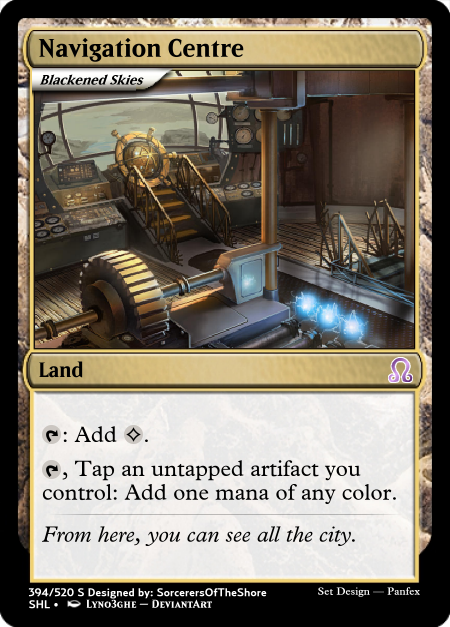 Navigation Centre
Blackened Skies
Land
: Add .
, Tap an untapped artifact you
control: Add one mana of any color.
From here, you can see all the city.
394/520 S Designed by: SorcerersOfTheShore
Set Design — Panfex
SHL • Lyno3ghe — DeviantArt